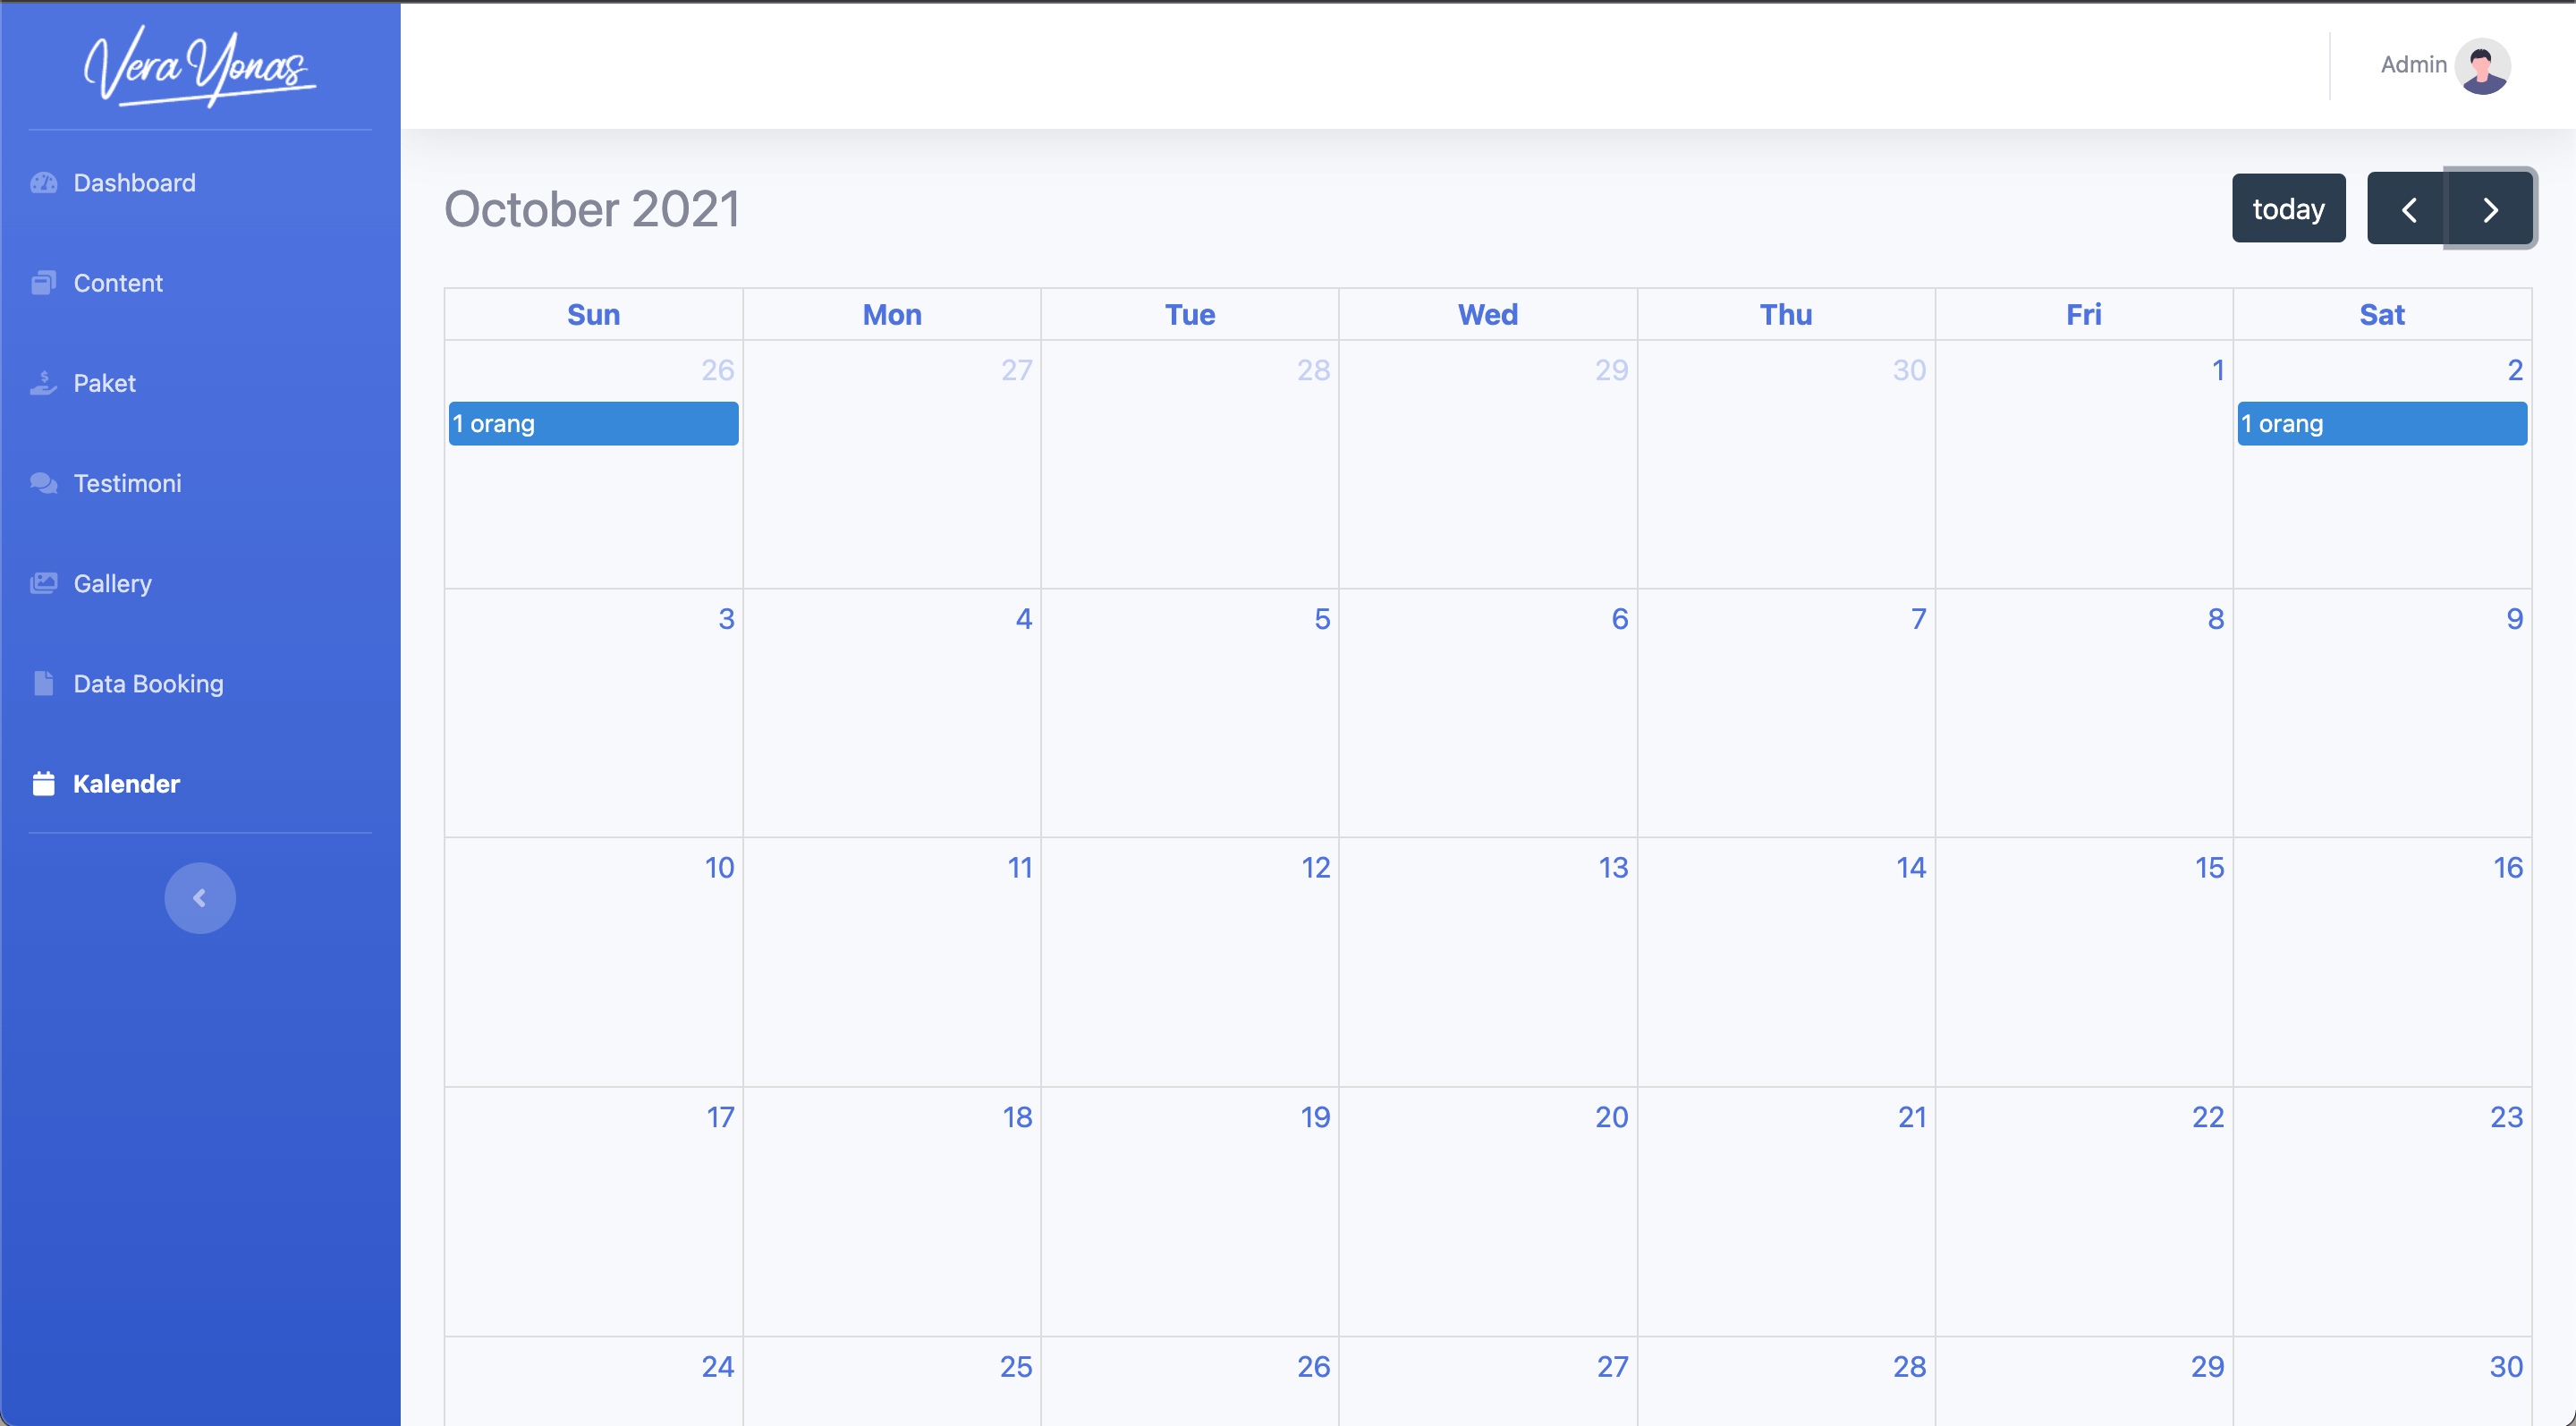 Vera Yonas
Admin
Dashboard
Content
Paket
Testimoni
Gallery
Data Booking
Kalender
October 2021
today
Sun Mon Tue Wed Thu Fri Sat
26 27 28 29 30 1 2
1 orang 1 orang
3 4 5 6 7 8 9
10 11 12 13 14 15 16
17 18 19 20 21 22 23
24 25 26 27 28 29 30